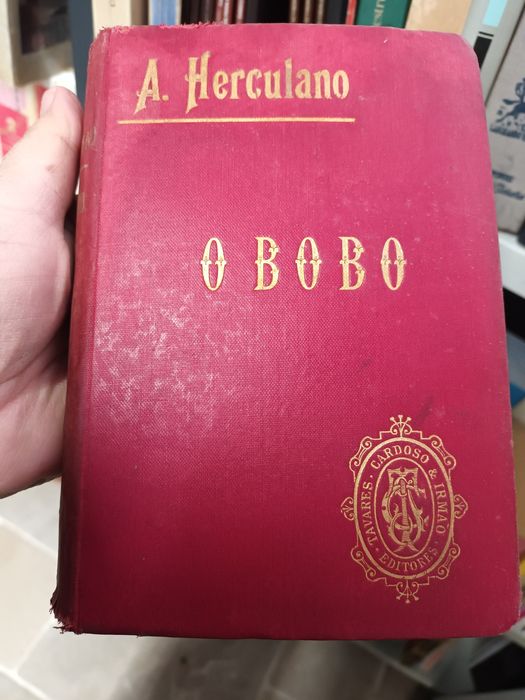 A. Herculano
O BOBO
TAVARES · CARDOSO & IRMÃO
· EDITORES ·